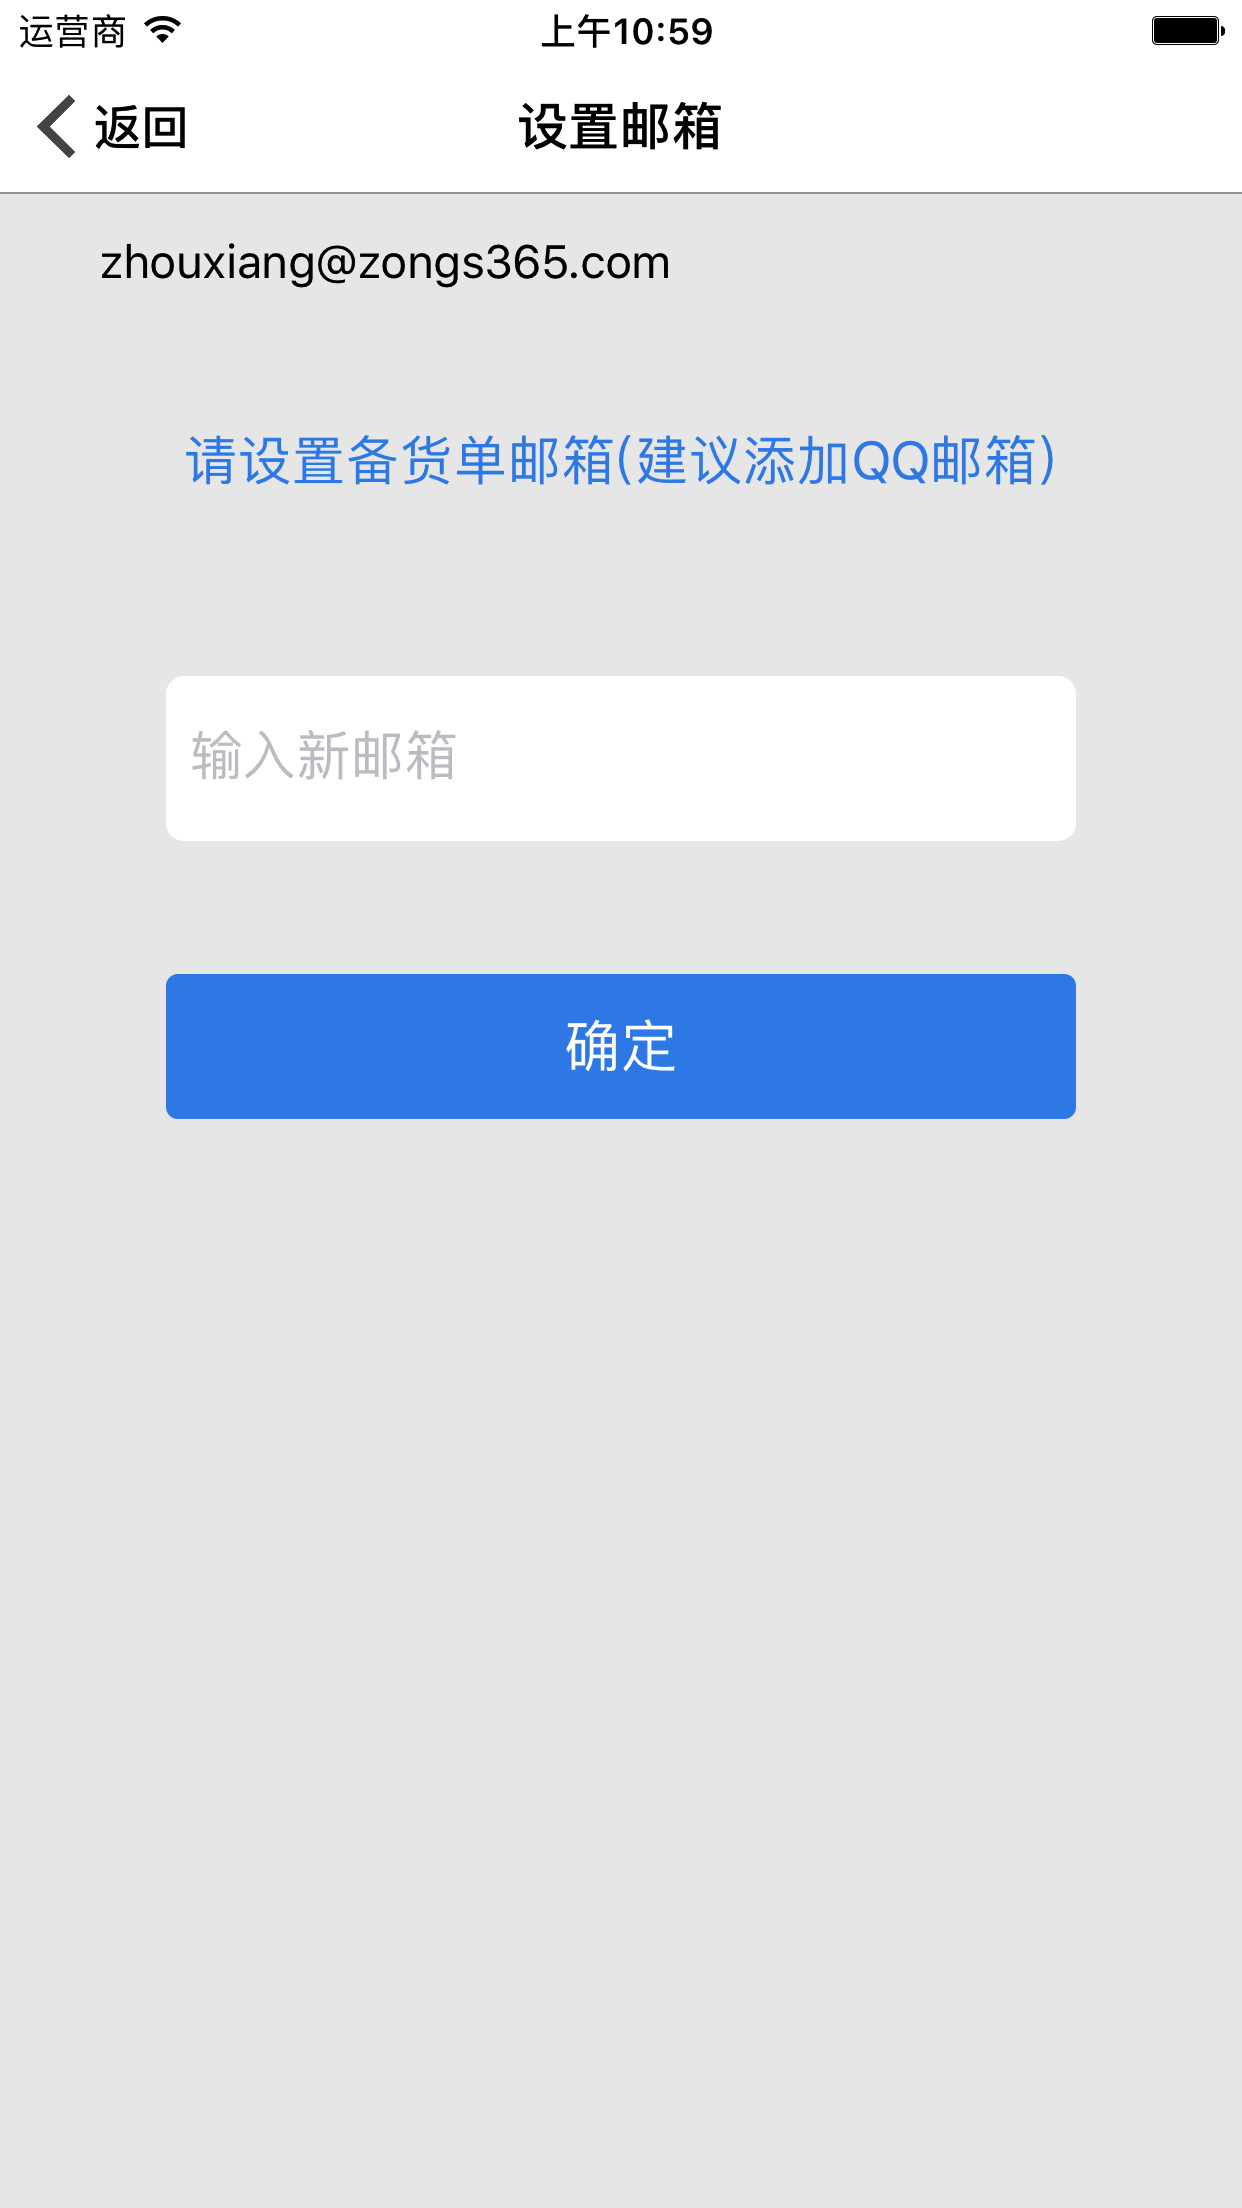 运营商 上午10:59
返回 设置邮箱
zhouxiang@zongs365.com
请设置备货单邮箱(建议添加QQ邮箱)
输入新邮箱
确定